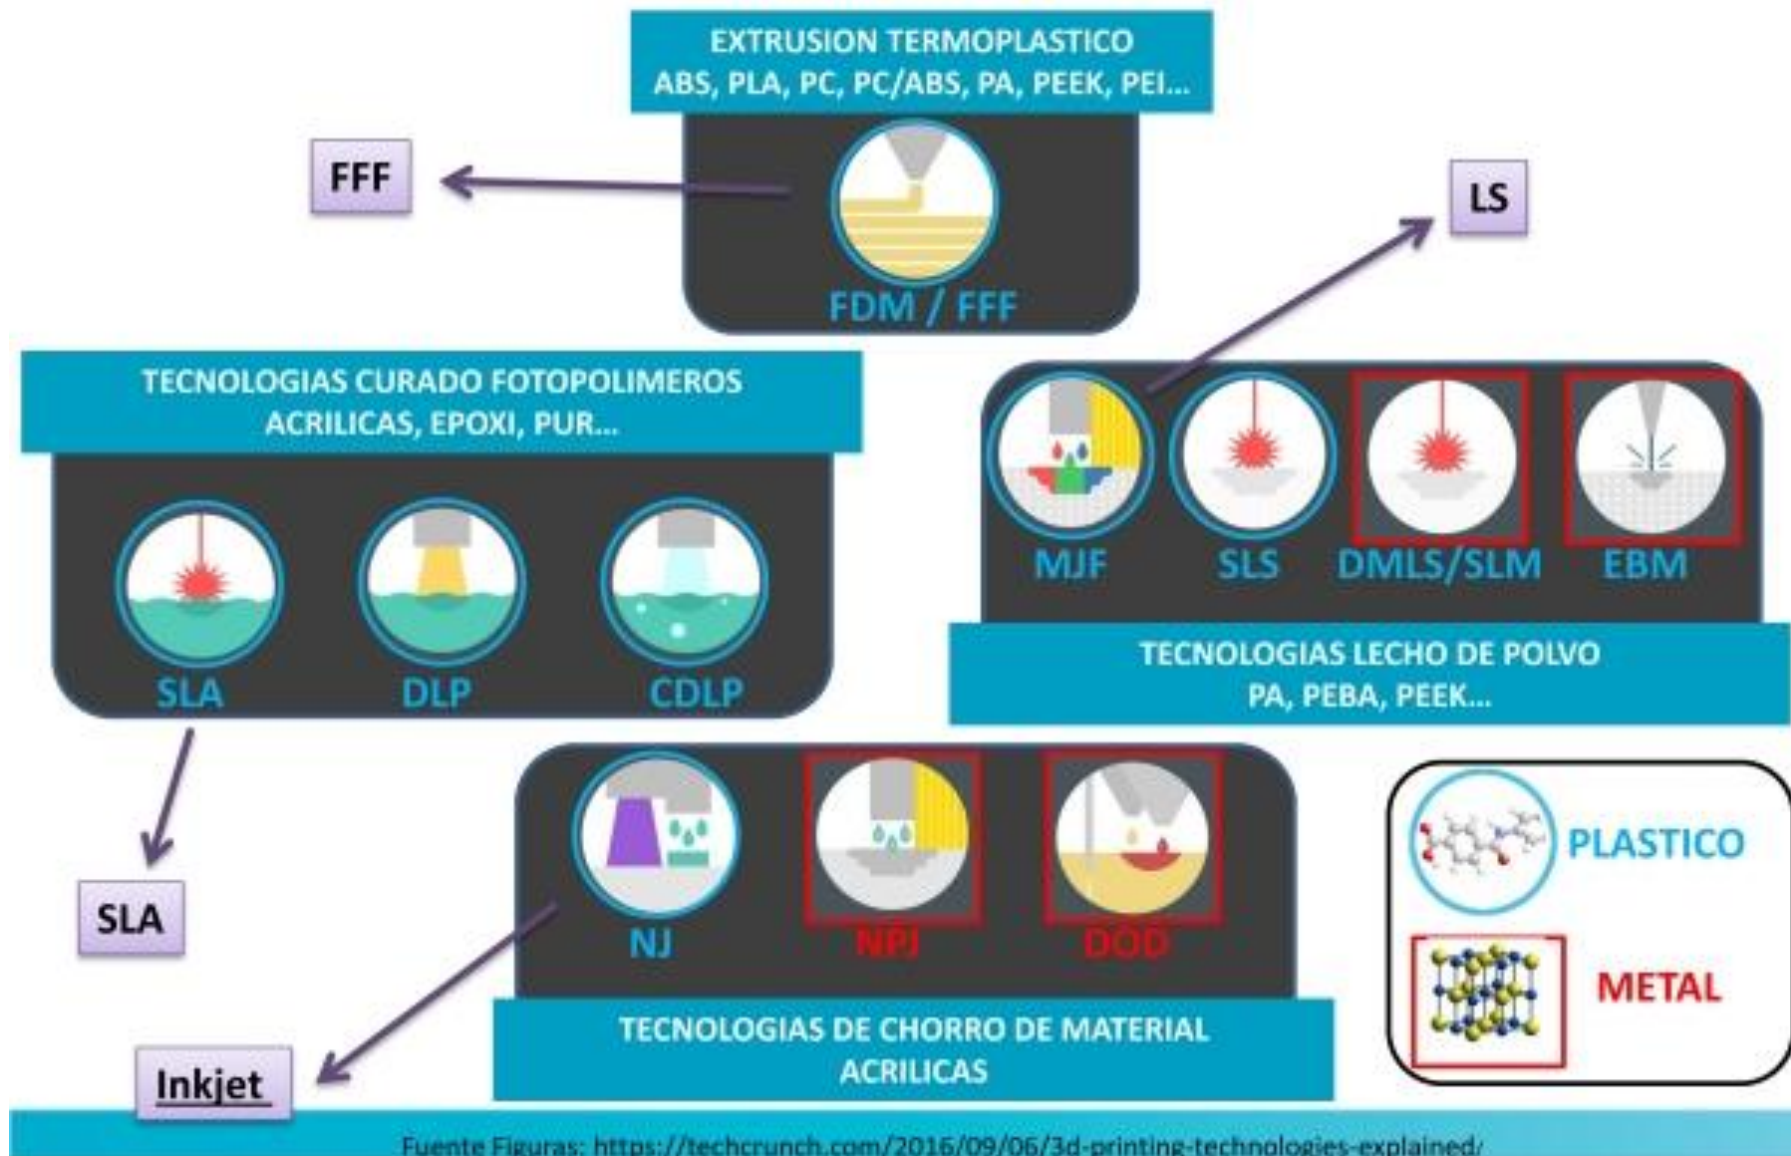 EXTRUSION TERMOPLASTICO
ABS, PLA, PC, PC/ABS, PA, PEEK, PEI...
FFF
LS
FDM / FFF
TECNOLOGIAS CURADO FOTOPOLIMEROS
ACRILICAS, EPOXI, PUR...
SLA
DLP
CDLP
MJF
SLS
DMLS/SLM
EBM
TECNOLOGIAS LECHO DE POLVO
PA, PEBA, PEEK...
SLA
NJ
NPJ
DOD
TECNOLOGIAS DE CHORRO DE MATERIAL
ACRILICAS
PLASTICO
METAL
Inkjet
Fuente Figuras: https://techcrunch.com/2016/09/06/3d-printing-technologies-explained/